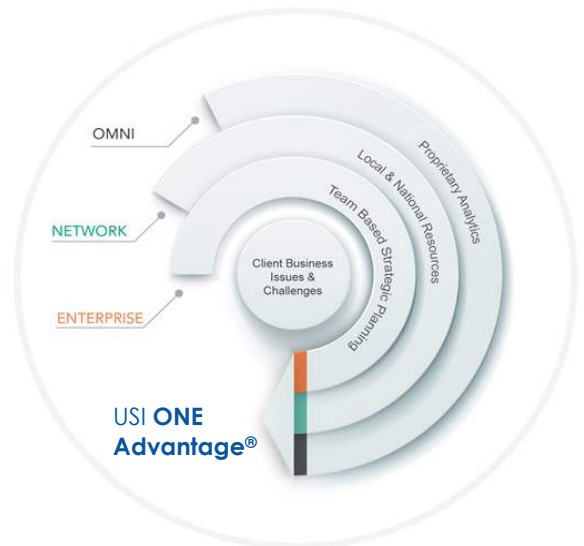 OMNI
NETWORK
ENTERPRISE
Proprietary Analytics
Local & National Resources
Team Based Strategic Planning
Client Business
Issues &
Challenges
USI ONE
Advantage®